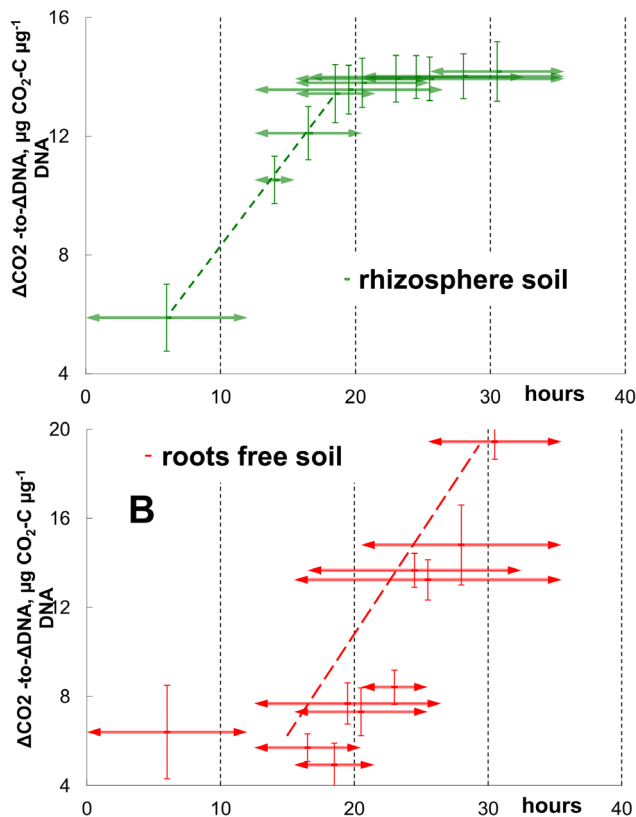 ΔCO2 -to-ΔDNA, µg CO₂-C µg⁻¹
DNA
16
12
8
4
rhizosphere soil
0
10
20
30
hours
40
ΔCO2 -to-ΔDNA, µg CO₂-C µg⁻¹
DNA
20
roots free soil
B
16
12
8
4
0
10
20
30
hours
40